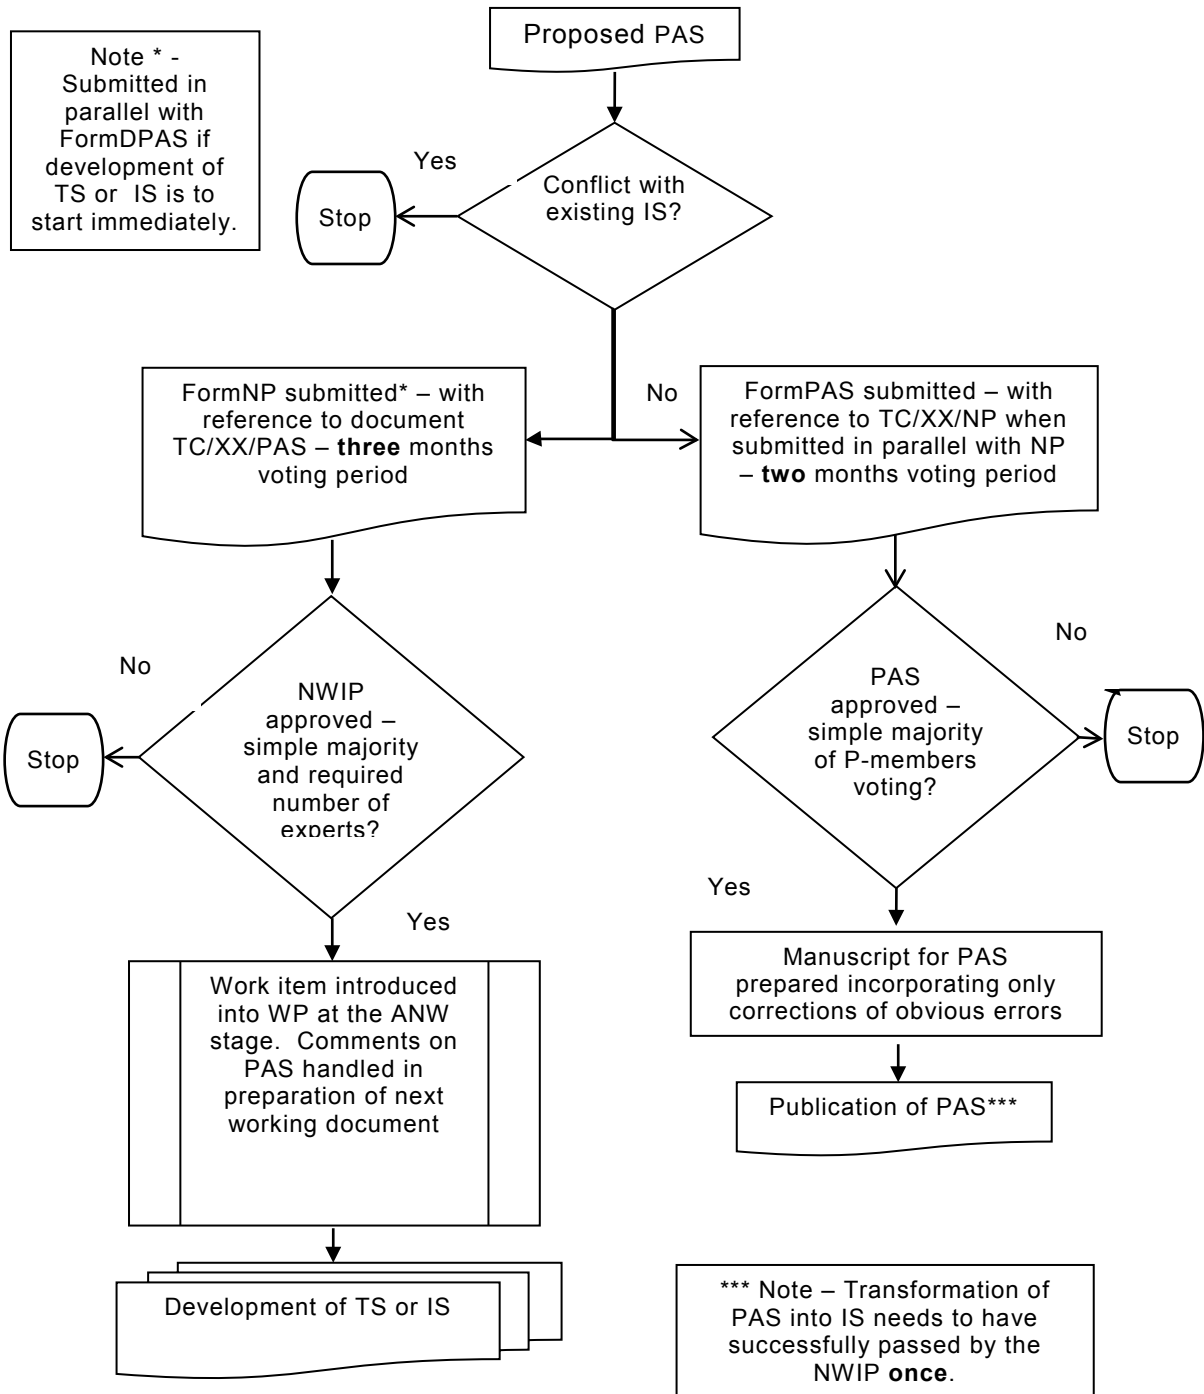 Proposed PAS
Note * -
Submitted in
parallel with
FormDPAS if
development of
TS or IS is to
start immediately.
Yes
Stop
Conflict with
existing IS?
FormNP submitted* – with
reference to document
TC/XX/PAS – three months
voting period
No
FormPAS submitted – with
reference to TC/XX/NP when
submitted in parallel with NP
– two months voting period
No
Stop
NWIP
approved –
simple majority
and required
number of
experts?
PAS
approved –
simple majority
of P-members
voting?
No
Stop
Yes
Yes
Work item introduced
into WP at the ANW
stage. Comments on
PAS handled in
preparation of next
working document
Manuscript for PAS
prepared incorporating only
corrections of obvious errors
Publication of PAS***
Development of TS or IS
*** Note – Transformation of
PAS into IS needs to have
successfully passed by the
NWIP once.